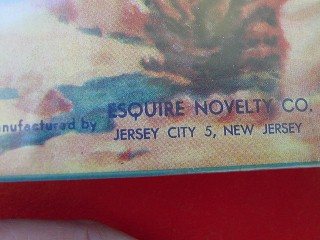 ESQUIRE NOVELTY CO.
nufactured by
JERSEY CITY 5, NEW JERSEY